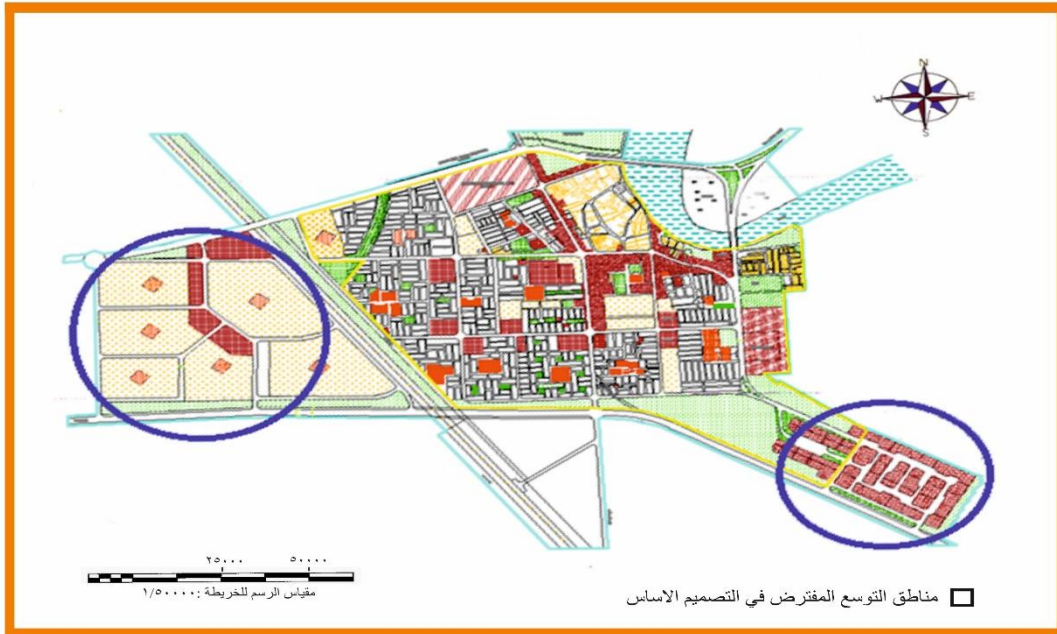 N
W E
S
٢٥٠٠٠ ٥٠٠٠٠
مقياس الرسم للخريطة :١/٥٠٠٠٠
مناطق التوسع المفترض في التصميم الاساس